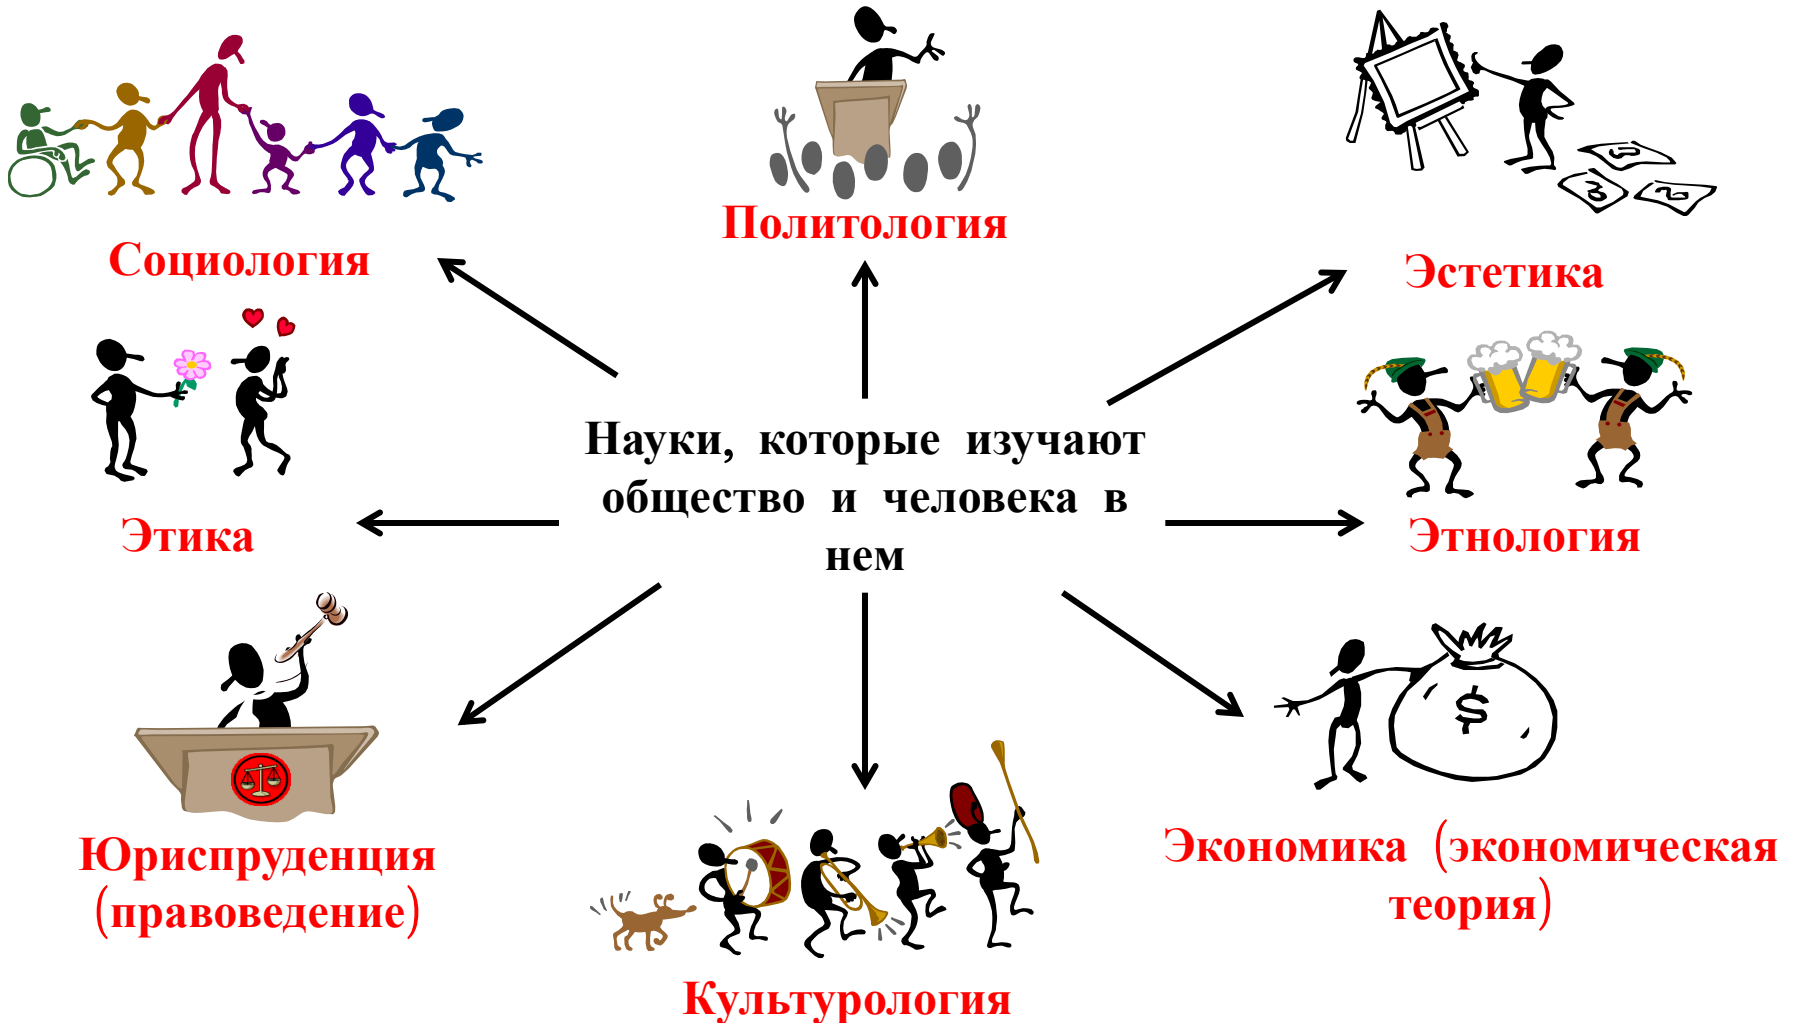 Политология
Социология
Эстетика
Науки, которые изучают
общество и человека в
нем
Этика
Этнология
$
Юриспруденция
(правоведение)
Экономика (экономическая
теория)
Культурология